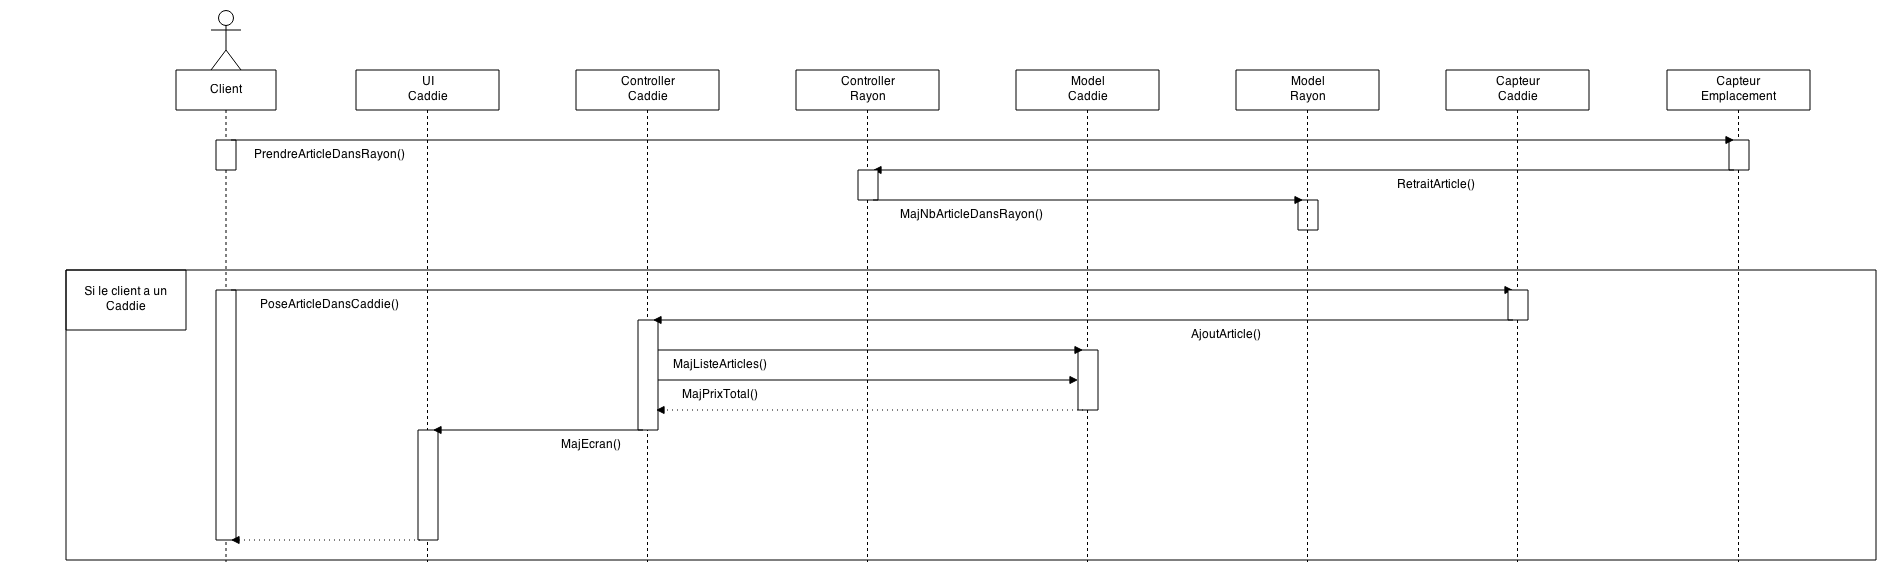 Client
UI
Caddie
Controller
Caddie
Controller
Rayon
Model
Caddie
Model
Rayon
Capteur
Caddie
Capteur
Emplacement
PrendreArticleDansRayon()
RetraitArticle()
MajNbArticleDansRayon()
Si le client a un
Caddie
PoseArticleDansCaddie()
AjoutArticle()
MajListeArticles()
MajPrixTotal()
MajEcran()